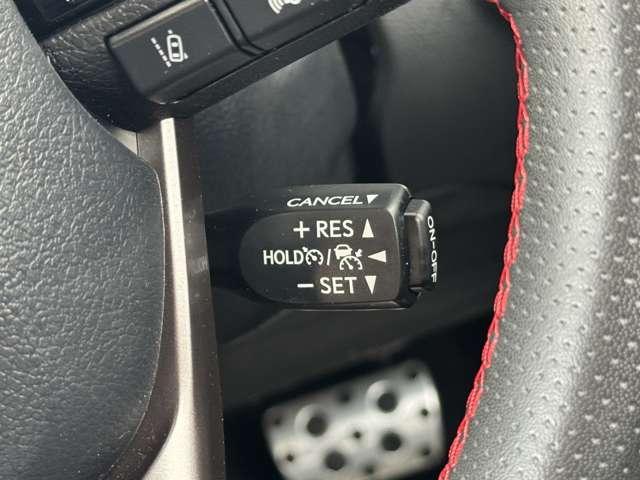 CANCEL▼
+ RES ▲
HOLD / ◀
− SET ▼
ON-OFF